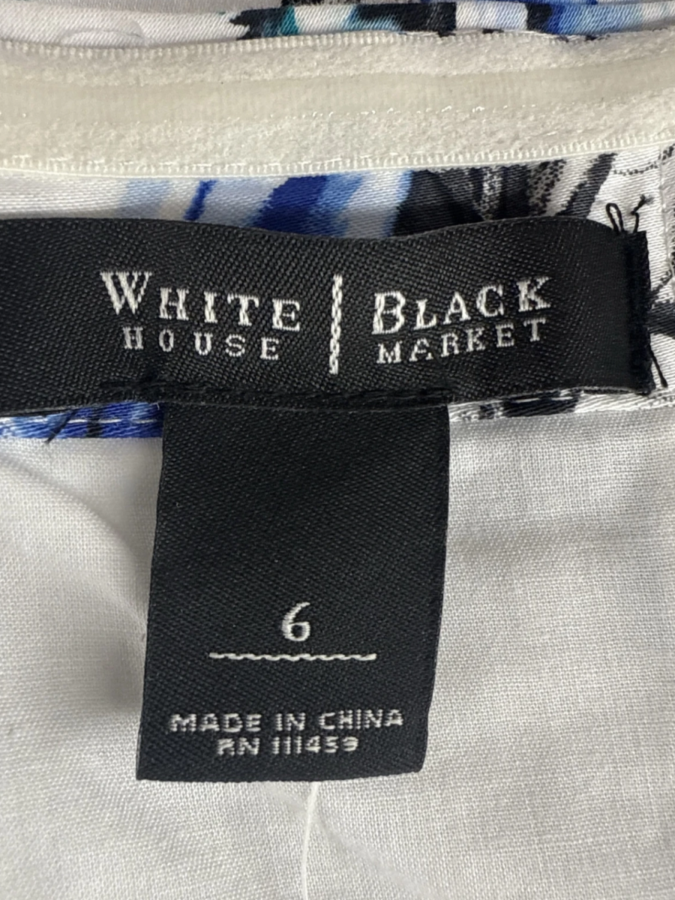 WHITE | BLACK
HOUSE | MARKET
6
MADE IN CHINA
RN 111459